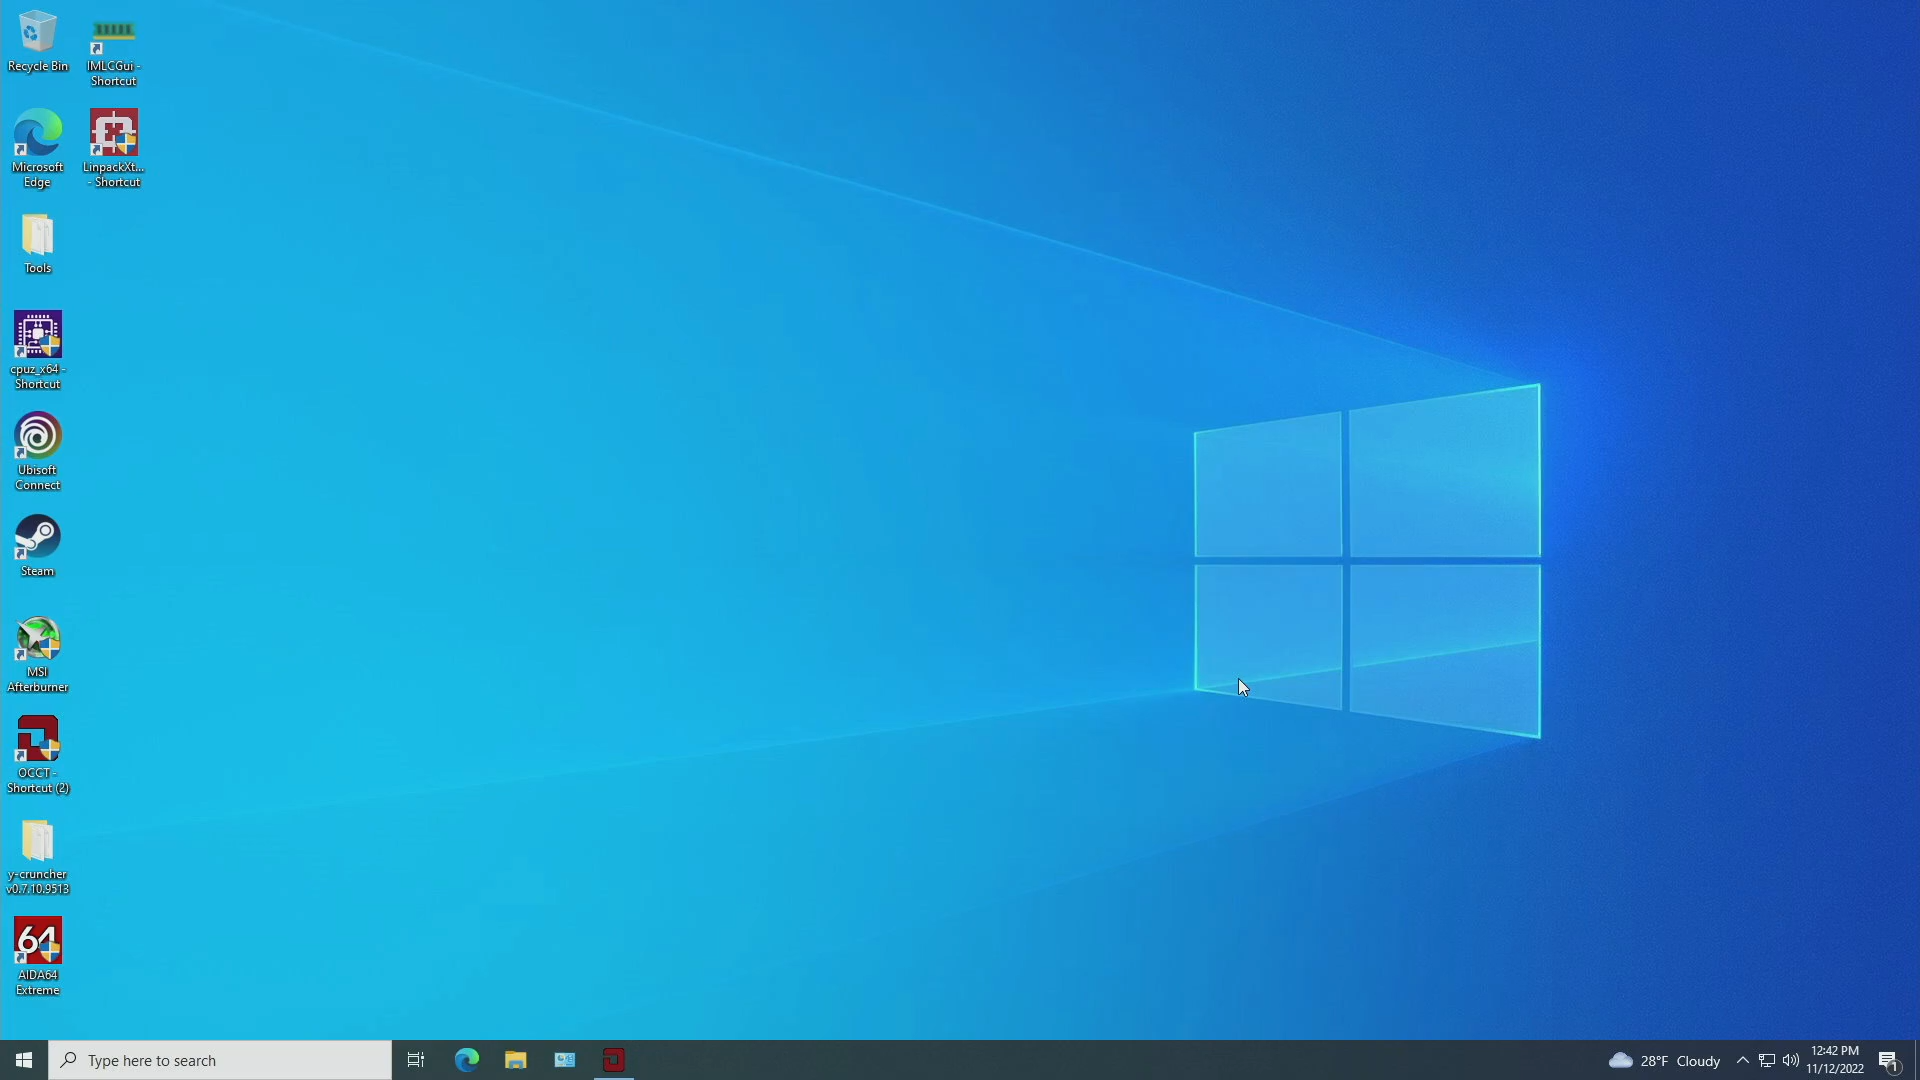 Recycle Bin
IMLCGui -
Shortcut
Microsoft
Edge
LinpackXt...
- Shortcut
Tools
cpuz_x64 -
Shortcut
Ubisoft
Connect
Steam
MSI
Afterburner
OCCT -
Shortcut (2)
y-cruncher
v0.7.10.9513
64
AIDA64
Extreme
Type here to search
28°F Cloudy
12:42 PM
11/12/2022
1